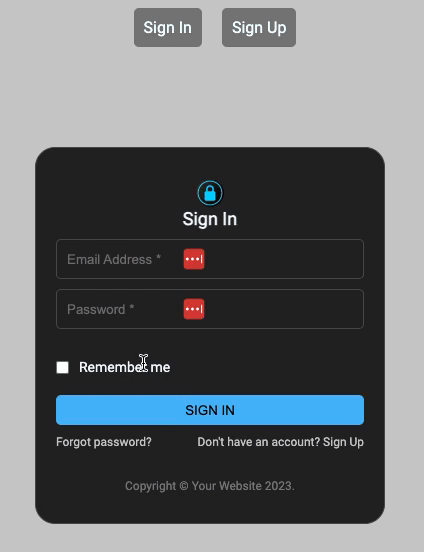 Sign In Sign Up
Sign In
Email Address *
Password *
Remember me
SIGN IN
Forgot password? Don't have an account? Sign Up
Copyright © Your Website 2023.